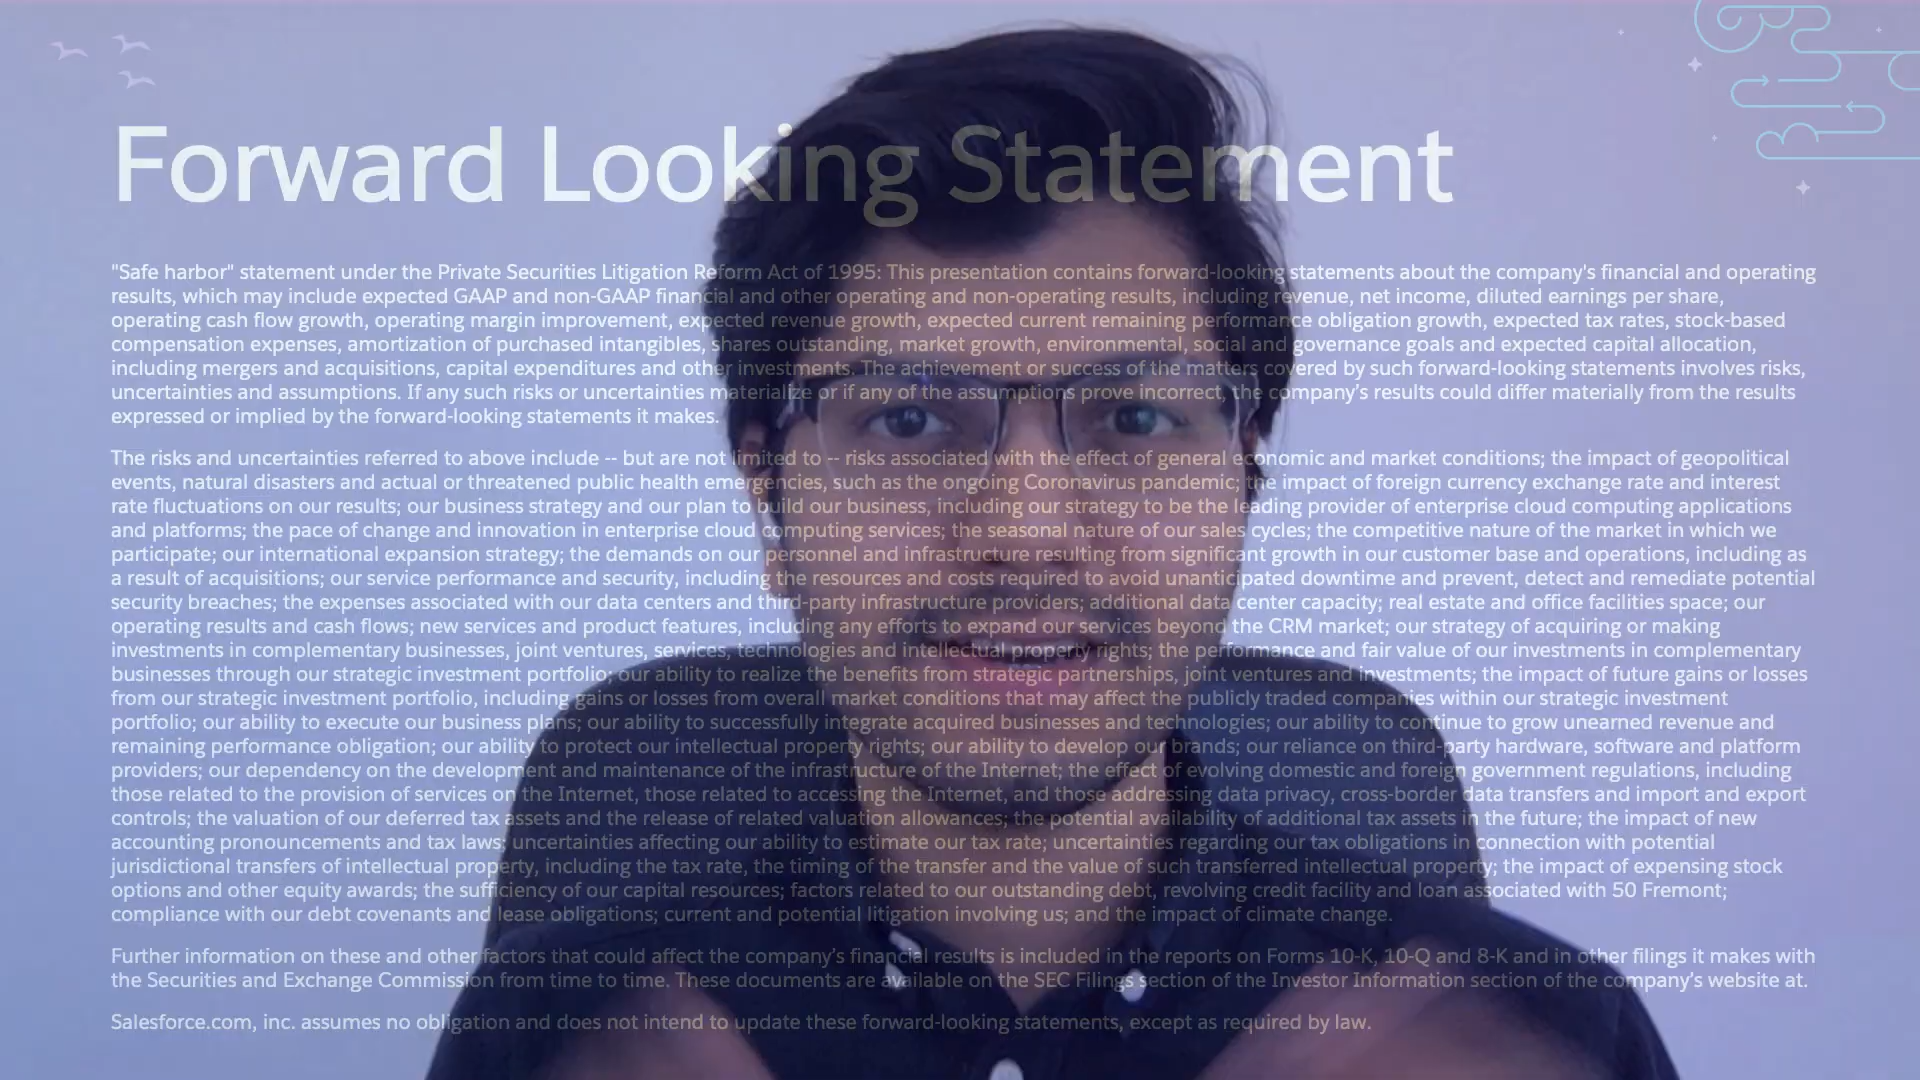 Forward Looking Statement
"Safe harbor" statement under the Private Securities Litigation Reform Act of 1995: This presentation contains forward-looking statements about the company's financial and operating
results, which may include expected GAAP and non-GAAP financial and other operating and non-operating results, including revenue, net income, diluted earnings per share,
operating cash flow growth, operating margin improvement, expected revenue growth, expected current remaining performance obligation growth, expected tax rates, stock-based
compensation expenses, amortization of purchased intangibles, shares outstanding, market growth, environmental, social and governance goals and expected capital allocation,
including mergers and acquisitions, capital expenditures and other investments. The achievement or success of the matters covered by such forward-looking statements involves risks,
uncertainties and assumptions. If any such risks or uncertainties materialize or if any of the assumptions prove incorrect, the company's results could differ materially from the results
expressed or implied by the forward-looking statements it makes.
The risks and uncertainties referred to above include -- but are not limited to -- risks associated with the effect of general economic and market conditions; the impact of geopolitical
events, natural disasters and actual or threatened public health emergencies, such as the ongoing Coronavirus pandemic; the impact of foreign currency exchange rate and interest
rate fluctuations on our results; our business strategy and our plan to build our business, including our strategy to be the leading provider of enterprise cloud computing applications
and platforms; the pace of change and innovation in enterprise cloud computing services; the seasonal nature of our sales cycles; the competitive nature of the market in which we
participate; our international expansion strategy; the demands on our personnel and infrastructure resulting from significant growth in our customer base and operations, including as
a result of acquisitions; our service performance and security, including the resources and costs required to avoid unanticipated downtime and prevent, detect and remediate potential
security breaches; the expenses associated with our data centers and third-party infrastructure providers; additional data center capacity; real estate and office facilities space; our
operating results and cash flows; new services and product features, including any efforts to expand our services beyond the CRM market; our strategy of acquiring or making
investments in complementary businesses, joint ventures, services, technologies and intellectual property rights; the performance and fair value of our investments in complementary
businesses through our strategic investment portfolio; our ability to realize the benefits from strategic partnerships, joint ventures and investments; the impact of future gains or losses
from our strategic investment portfolio, including gains or losses from overall market conditions that may affect the publicly traded companies within our strategic investment
portfolio; our ability to execute our business plans; our ability to successfully integrate acquired businesses and technologies; our ability to continue to grow unearned revenue and
remaining performance obligation; our ability to protect our intellectual property rights; our ability to develop our brands; our reliance on third-party hardware, software and platform
providers; our dependency on the development and maintenance of the infrastructure of the Internet; the effect of evolving domestic and foreign government regulations, including
those related to the provision of services on the Internet, those related to accessing the Internet, and those addressing data privacy, cross-border data transfers and import and export
controls; the valuation of our deferred tax assets and the release of related valuation allowances; the potential availability of additional tax assets in the future; the impact of new
accounting pronouncements and tax laws; uncertainties affecting our ability to estimate our tax rate; uncertainties regarding our tax obligations in connection with potential
jurisdictional transfers of intellectual property, including the tax rate, the timing of the transfer and the value of such transferred intellectual property; the impact of expensing stock
options and other equity awards; the sufficiency of our capital resources; factors related to our outstanding debt, revolving credit facility and loan associated with 50 Fremont;
compliance with our debt covenants and lease obligations; current and potential litigation involving us; and the impact of climate change.
Further information on these and other factors that could affect the company's financial results is included in the reports on Forms 10-K, 10-Q and 8-K and in other filings it makes with
the Securities and Exchange Commission from time to time. These documents are available on the SEC Filings section of the Investor Information section of the company's website at.
Salesforce.com, inc. assumes no obligation and does not intend to update these forward-looking statements, except as required by law.